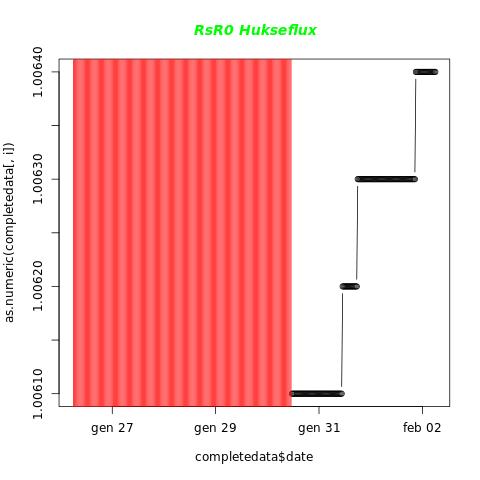 RsR0 Hukseflux
as.numeric(completedata[, i])
1.00640
1.00630
1.00620
1.00610
gen 27
gen 29
gen 31
feb 02
completedata$date